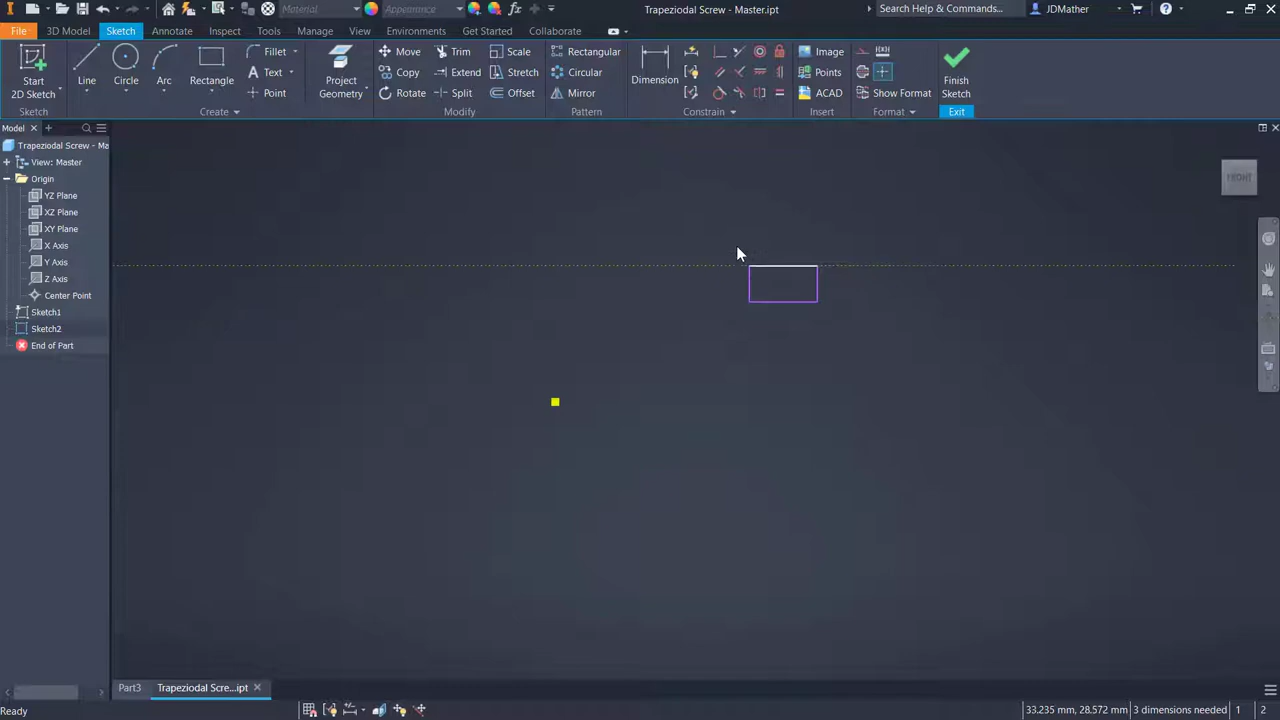 Material
Appearance
Trapeziodal Screw - Master.ipt
Search Help & Commands...
JDMather
File
3D Model
Sketch
Annotate
Inspect
Tools
Manage
View
Environments
Get Started
Collaborate
Start
2D Sketch
Line
Circle
Arc
Rectangle
Fillet
Text
Point
Project
Geometry
Move
Copy
Rotate
Trim
Extend
Split
Scale
Stretch
Offset
Rectangular
Circular
Mirror
Dimension
Image
Points
ACAD
Show Format
Finish
Sketch
Sketch
Create
Modify
Pattern
Constrain
Insert
Format
Exit
Model
Trapeziodal Screw - Ma
View: Master
Origin
YZ Plane
XZ Plane
XY Plane
X Axis
Y Axis
Z Axis
Center Point
Sketch1
Sketch2
End of Part
FRONT
Part3
Trapeziodal Scre...ipt
Ready
33.235 mm, 28.572 mm
3 dimensions needed
1
2